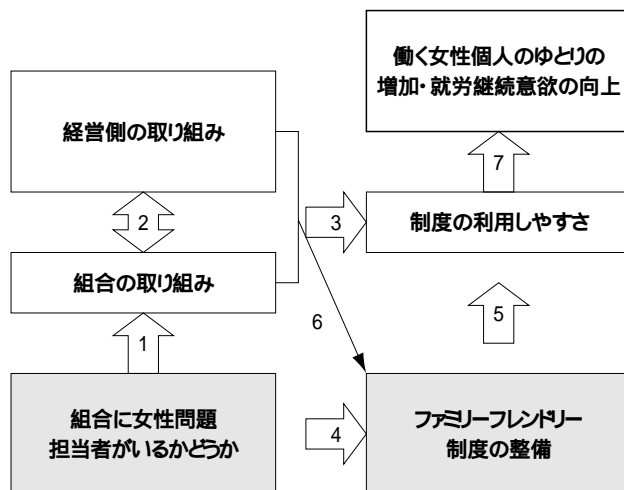 働く女性個人のゆとりの
増加・就労継続意欲の向上
経営側の取り組み
7
2
3
制度の利用しやすさ
組合の取り組み
6
5
1
組合に女性問題
担当者がいるかどうか
4
ファミリーフレンドリー
制度の整備